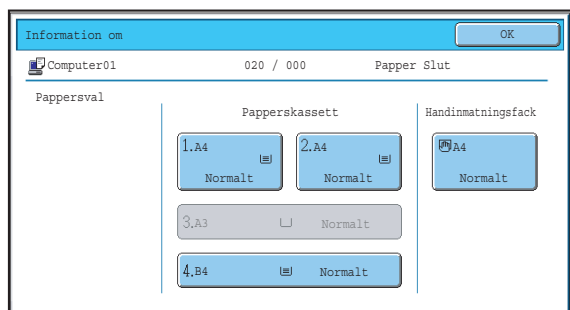 Information om
OK
Computer01 020 / 000 Papper Slut
Pappersval
Papperskassett
Handinmatningsfack
1.A4
Normalt
2.A4
Normalt
A4
Normalt
3.A3 Normalt
4.B4 Normalt